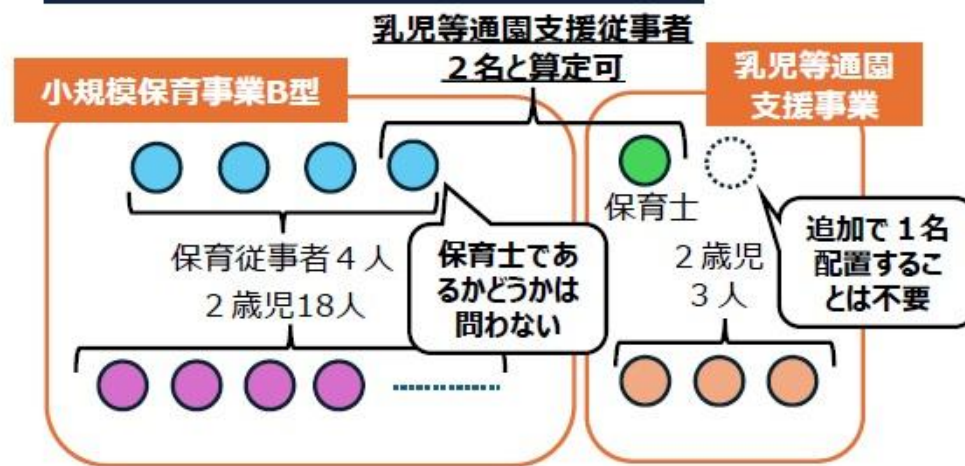 乳児等通園支援従事者
２名と算定可
小規模保育事業B型
乳児等通園
支援事業
保育士
保育従事者４人
２歳児18人
保育士であ
るかどうかは
問わない
２歳児
３人
追加で１名
配置するこ
とは不要